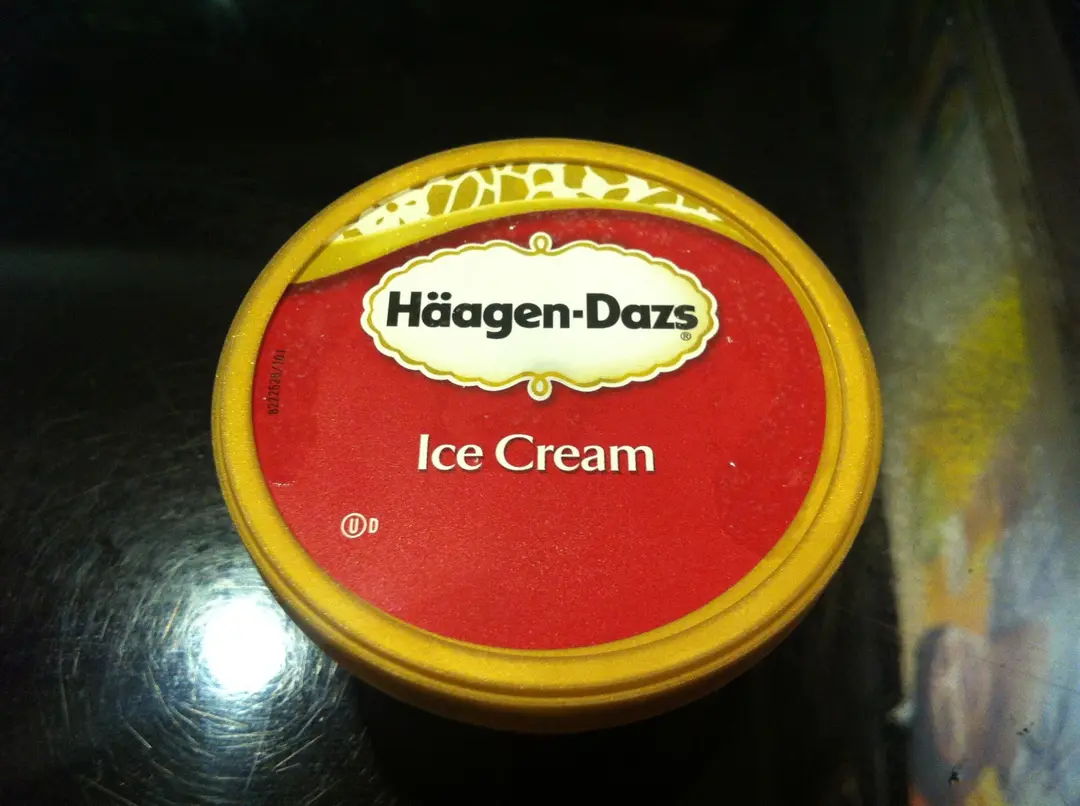 Häagen-Dazs®
Ice Cream
Ⓤ D